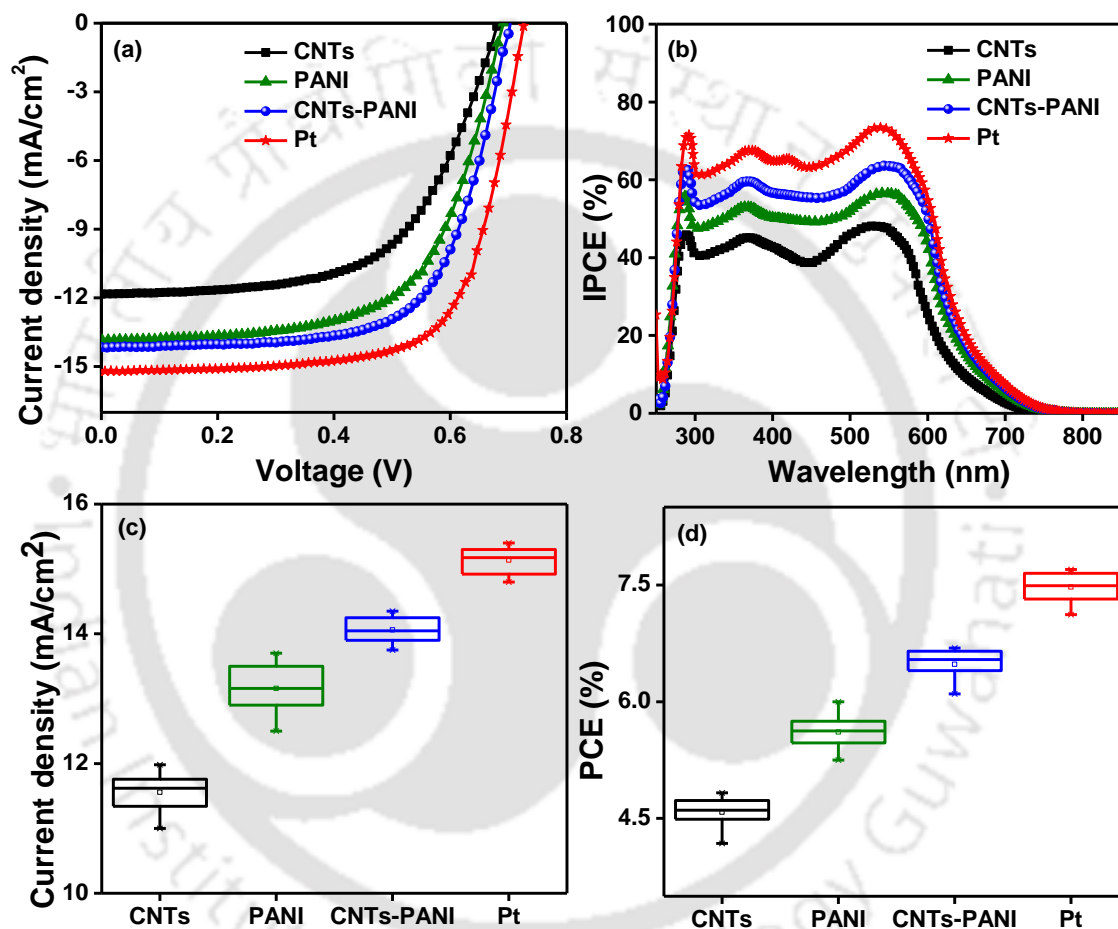 (a)
CNTs
PANI
CNTs-PANI
Pt
Current density (mA/cm²)
0
-3
-6
-9
-12
-15
0.0 0.2 0.4 0.6 0.8
Voltage (V)
(b)
CNTs
PANI
CNTs-PANI
Pt
IPCE (%)
100
80
60
40
20
0
300 400 500 600 700 800
Wavelength (nm)
(c)
Current density (mA/cm²)
16
14
12
10
CNTs PANI CNTs-PANI Pt
(d)
PCE (%)
7.5
6.0
4.5
CNTs PANI CNTs-PANI Pt
Guwahati
Indian Institute